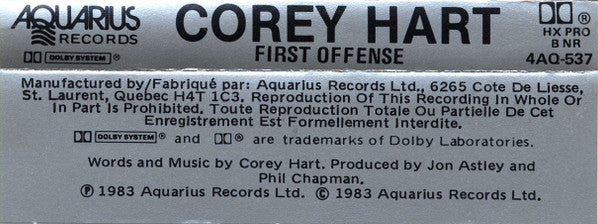 AQUARIUS RECORDS
COREY HART
HX PRO
B NR
DOLBY SYSTEM ®
FIRST OFFENSE
4AQ-537
Manufactured by/Fabriqué par: Aquarius Records Ltd., 6265 Cote De Liesse,
St. Laurent, Quebec H4T 1C3. Reproduction Of This Recording In Whole Or
In Part Is Prohibited. Toute Reproduction Totale Ou Partielle De Cet
Enregistrement Est Formellement Interdite.
DOLBY SYSTEM ® and ® are trademarks of Dolby Laboratories.
Words and Music by Corey Hart. Produced by Jon Astley and
Phil Chapman.
℗ 1983 Aquarius Records Ltd. © 1983 Aquarius Records Ltd.